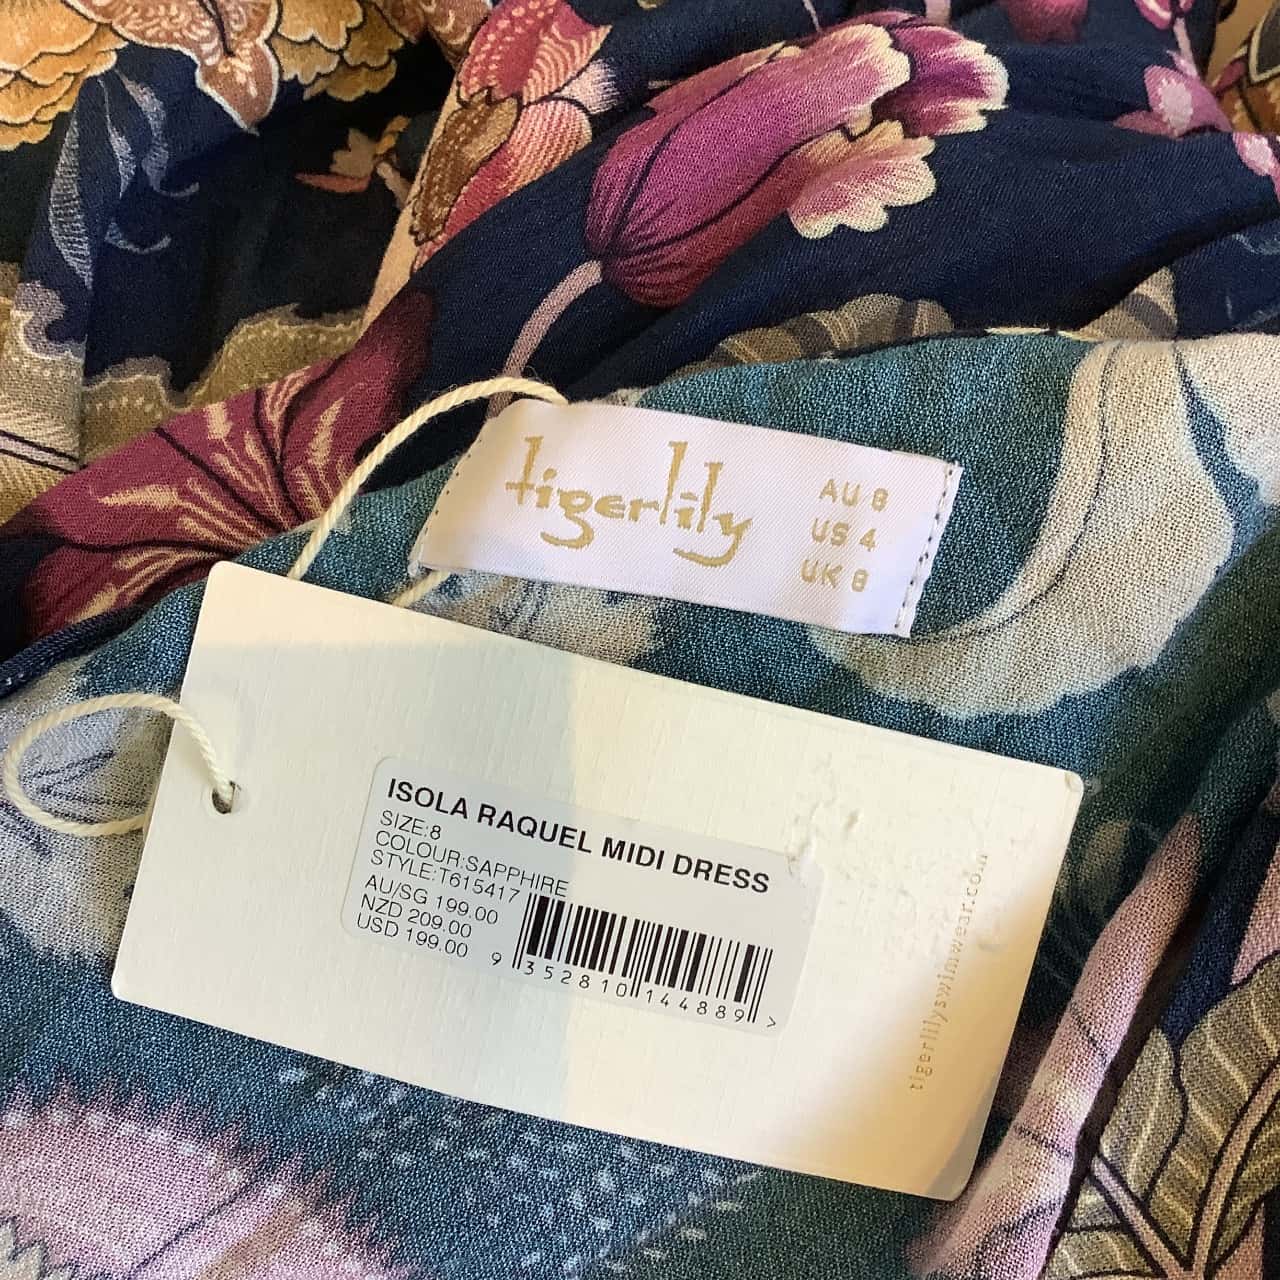 tigerlily
AU 8
US 4
UK 8
ISOLA RAQUEL MIDI DRESS
SIZE:8
COLOUR:SAPPHIRE
STYLE:T615417
AU/SG 199.00
NZD 209.00
USD 199.00
9 352810 144889 >
tigerlilyswimwear.com